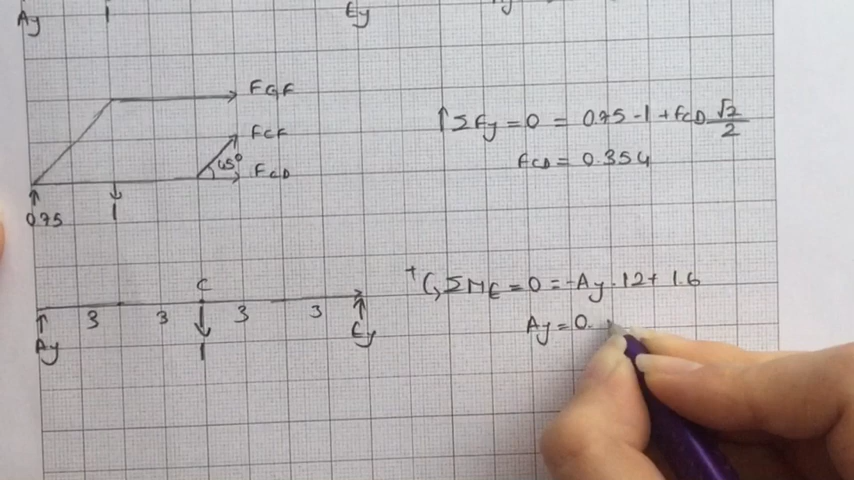 Ay 1 Ey
FGF
FCF
45°
FCD
0.75
1
↑ΣFy = 0 = 0.75 - 1 + FCD √2/2
FCD = 0.354
C
3 3 3 3
Ay
1
Ey
+ ΣME = 0 = -Ay . 12 + 1.6
Ay = 0.